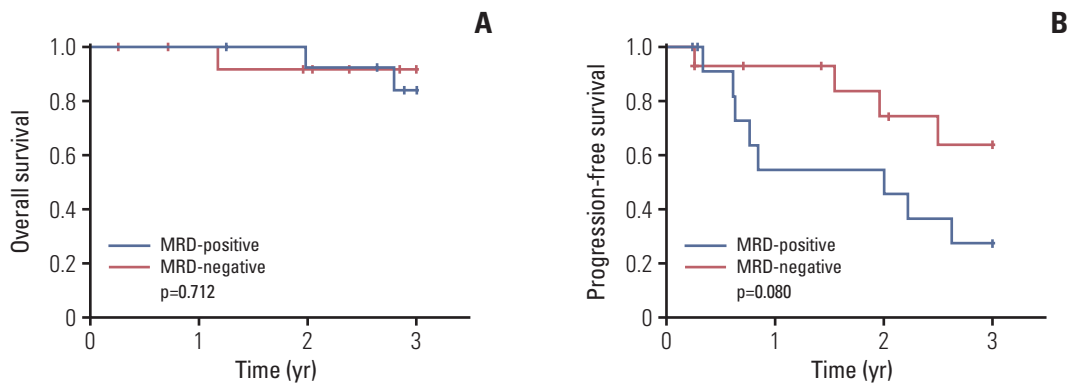 A
1.0
0.8
0.6
0.4
0.2
0
Overall survival
MRD-positive
MRD-negative
p=0.712
0 1 2 3
Time (yr)
B
1.0
0.8
0.6
0.4
0.2
0
Progression-free survival
MRD-positive
MRD-negative
p=0.080
0 1 2 3
Time (yr)